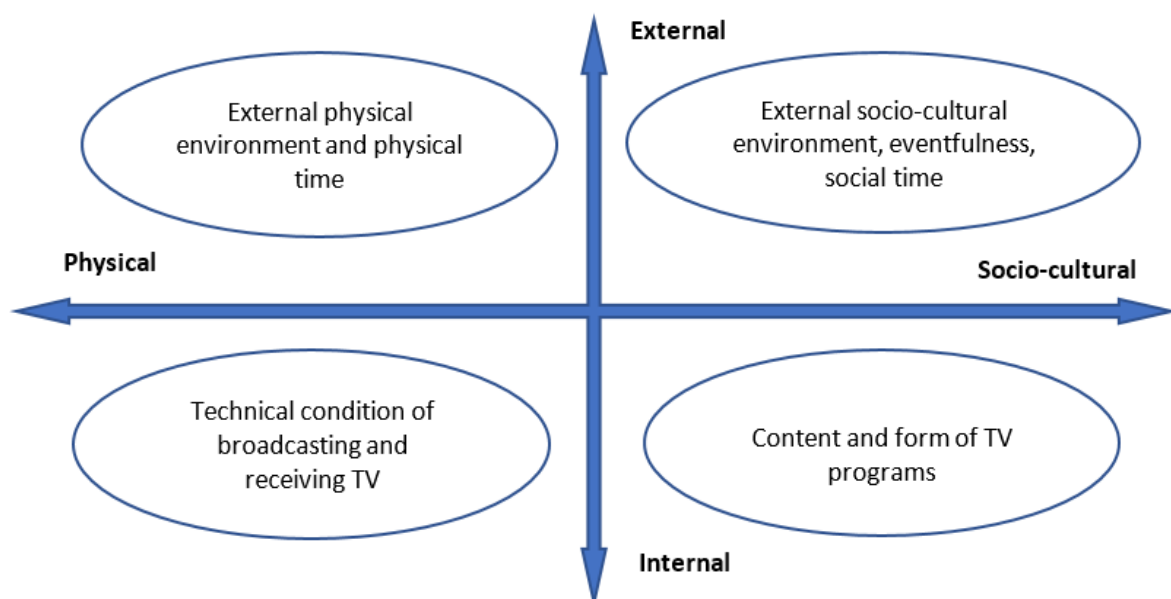 External
External physical
environment and physical
time
External socio-cultural
environment, eventfulness,
social time
Physical
Socio-cultural
Technical condition of
broadcasting and
receiving TV
Content and form of TV
programs
Internal